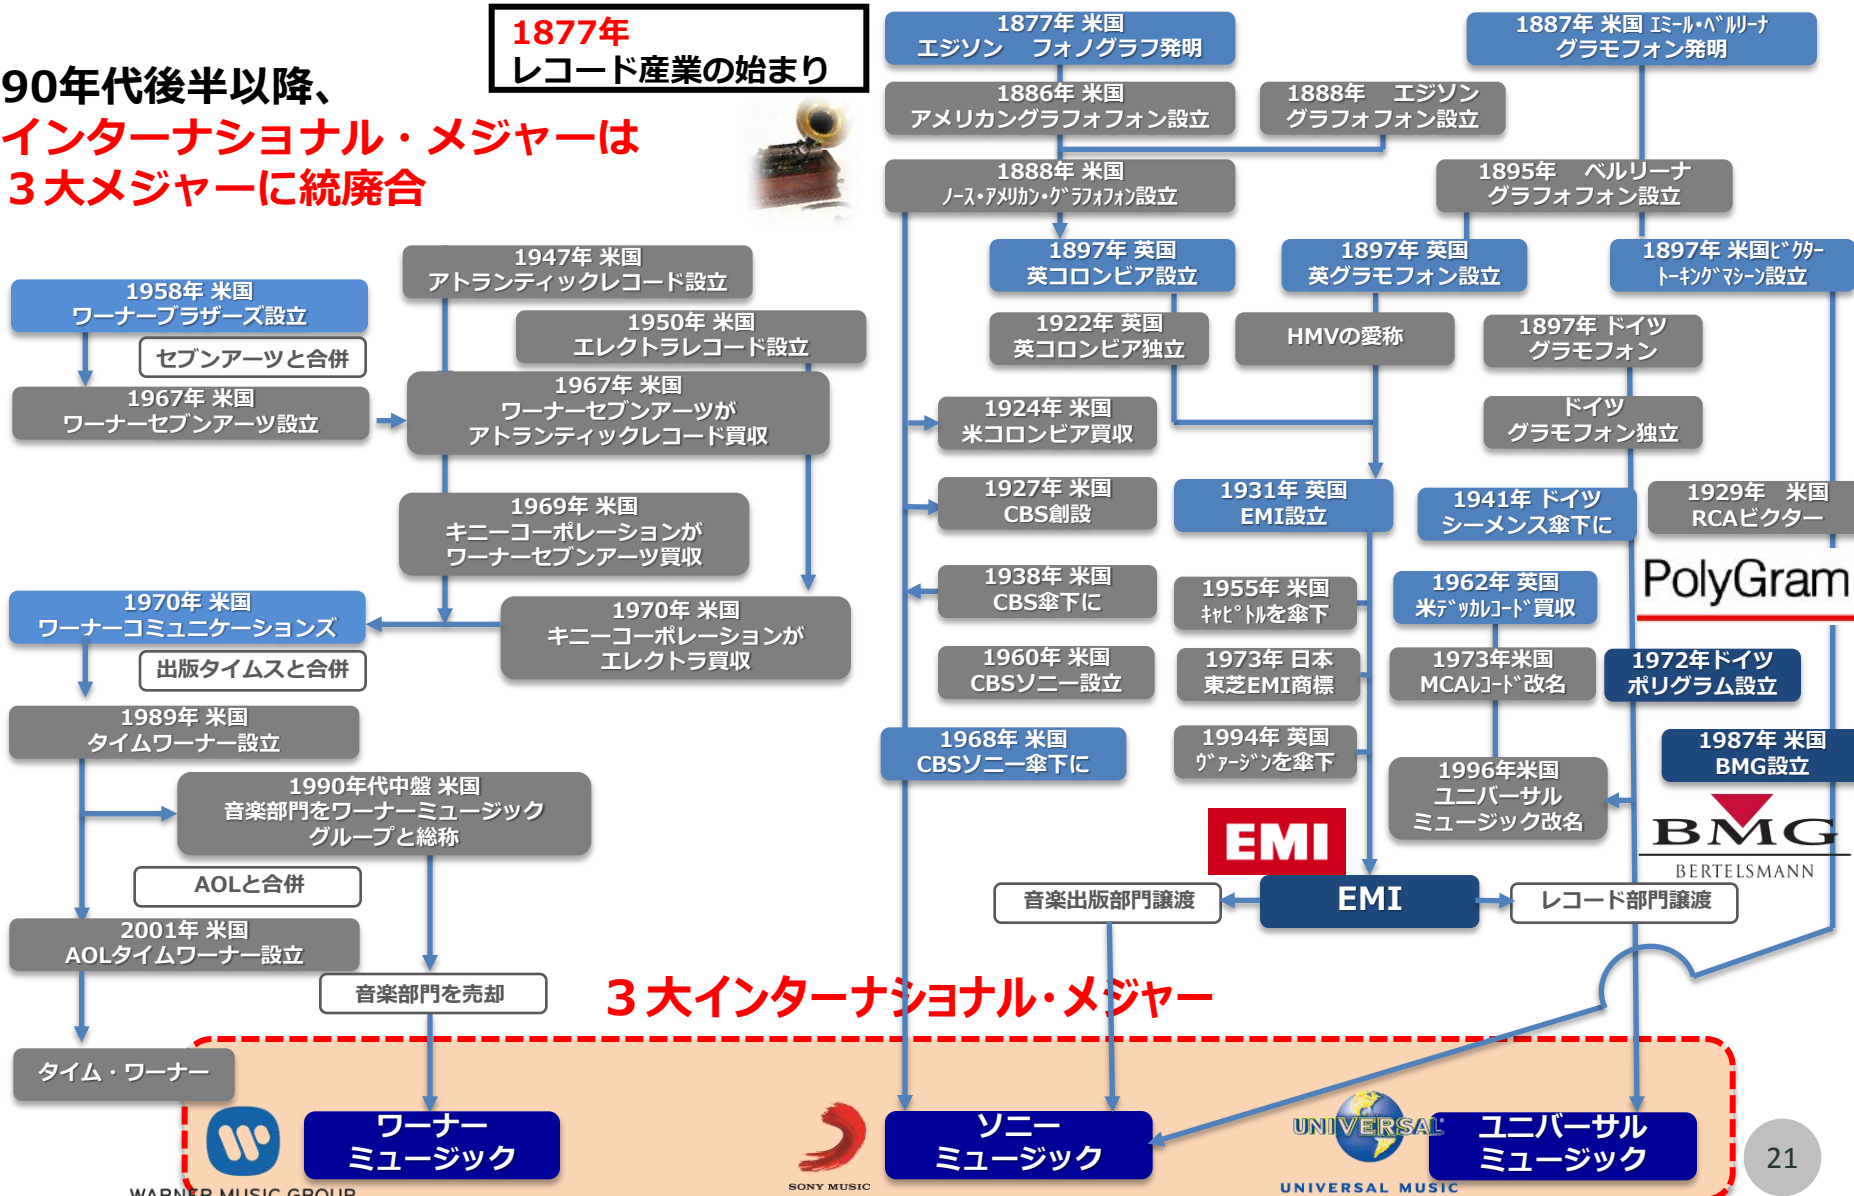 90年代後半以降、
インターナショナル・メジャーは
３大メジャーに統廃合
1877年
レコード産業の始まり
1877年 米国
エジソン　フォノグラフ発明
1887年 米国 ｴﾐｰﾙ・ﾍﾞﾙﾘｰﾅ
グラモフォン発明
1886年 米国
アメリカングラフォフォン設立
1888年　エジソン
グラフォフォン設立
1888年 米国
ﾉｰｽ・ｱﾒﾘｶﾝ・ｸﾞﾗﾌｫﾌｫﾝ設立
1895年　ベルリーナ
グラフォフォン設立
1897年 英国
英コロンビア設立
1897年 英国
英グラモフォン設立
1897年 米国ﾋﾞｸﾀｰ
ﾄｰｷﾝｸﾞﾏｼｰﾝ設立
1947年 米国
アトランティックレコード設立
1958年 米国
ワーナーブラザーズ設立
1950年 米国
エレクトラレコード設立
セブンアーツと合併
1922年 英国
英コロンビア独立
HMVの愛称
1897年 ドイツ
グラモフォン
1967年 米国
ワーナーセブンアーツ設立
1967年 米国
ワーナーセブンアーツが
アトランティックレコード買収
1924年 米国
米コロンビア買収
ドイツ
グラモフォン独立
1969年 米国
キニーコーポレーションが
ワーナーセブンアーツ買収
1927年 米国
CBS創設
1931年 英国
EMI設立
1941年 ドイツ
シーメンス傘下に
1929年　米国
RCAビクター
PolyGram
1970年 米国
ワーナーコミュニケーションズ
1970年 米国
キニーコーポレーションが
エレクトラ買収
1938年 米国
CBS傘下に
1955年 米国
ｷｬﾋﾟﾄﾙを傘下
1962年 英国
米ﾃﾞｯｶﾚｺｰﾄﾞ買収
出版タイムスと合併
1960年 米国
CBSソニー設立
1973年 日本
東芝EMI商標
1973年米国
MCAﾚｺｰﾄﾞ改名
1972年ドイツ
ポリグラム設立
1989年 米国
タイムワーナー設立
1968年 米国
CBSソニー傘下に
1994年 英国
ｳﾞｧｰｼﾞﾝを傘下
1996年米国
ユニバーサル
ミュージック改名
1987年 米国
BMG設立
1990年代中盤 米国
音楽部門をワーナーミュージック
グループと総称
EMI
BMG
BERTELSMANN
AOLと合併
音楽出版部門譲渡
EMI
レコード部門譲渡
2001年 米国
AOLタイムワーナー設立
音楽部門を売却
３大インターナショナル・メジャー
タイム・ワーナー
ワーナー
ミュージック
ソニー
ミュージック
UNIVERSAL
ユニバーサル
ミュージック
WARNER MUSIC GROUP
SONY MUSIC
UNIVERSAL MUSIC
21